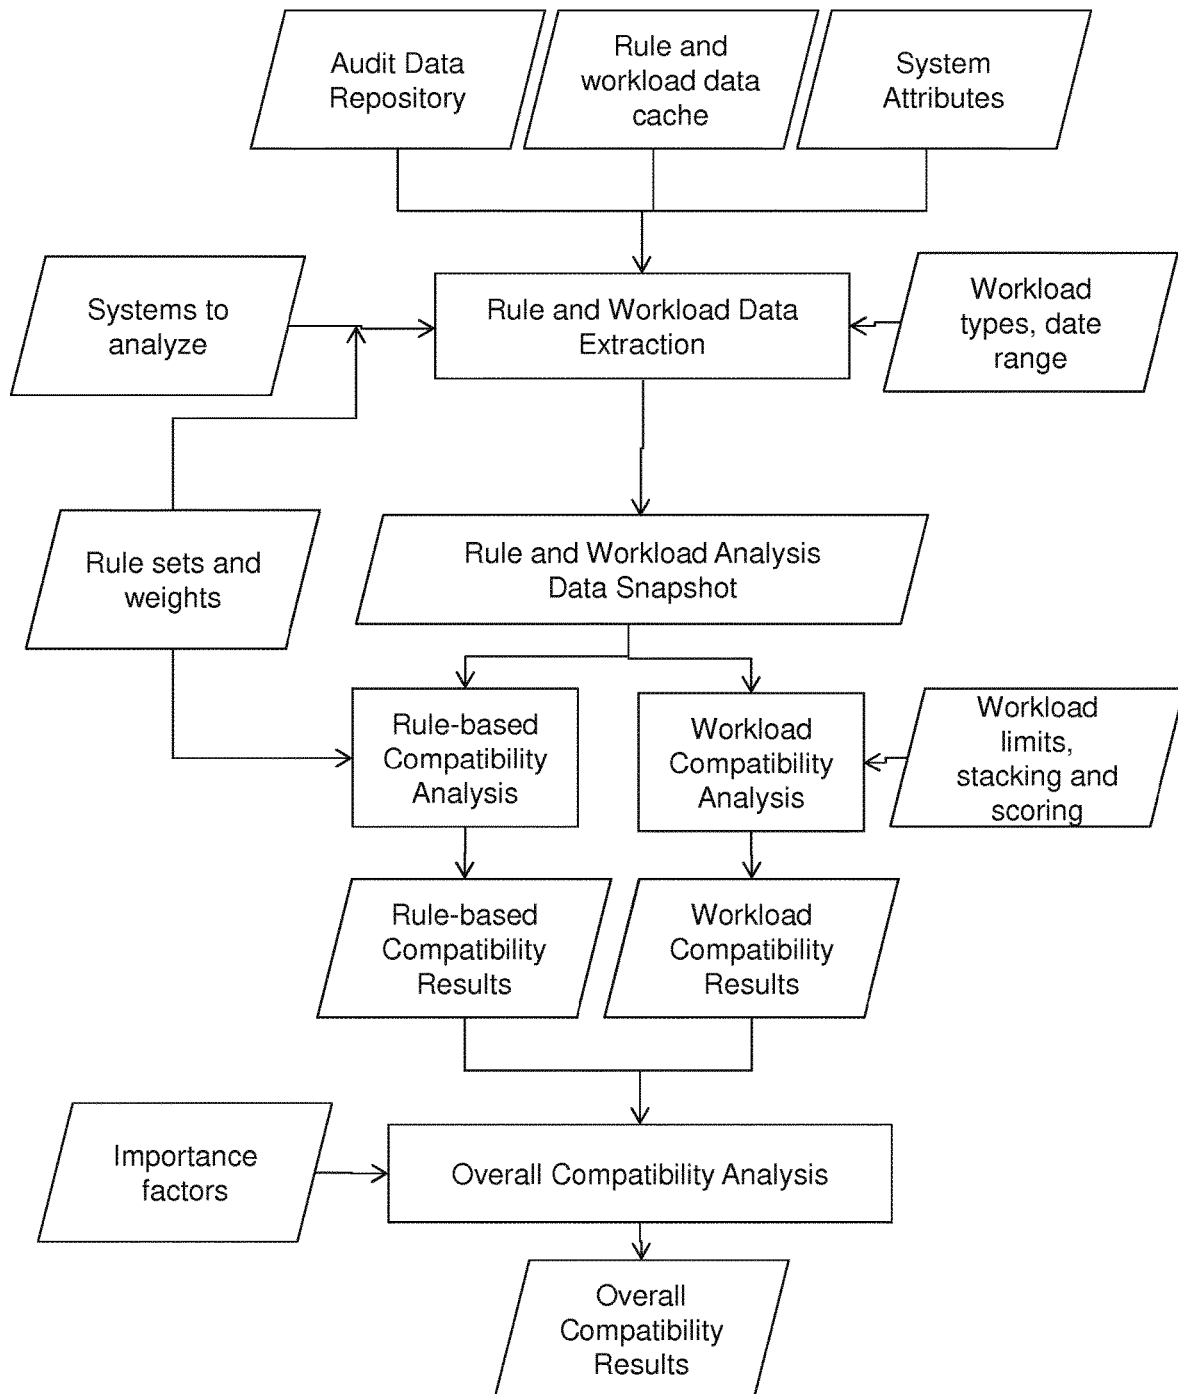 Audit Data
Repository
Rule and
workload data
cache
System
Attributes
Systems to
analyze
Rule and Workload Data
Extraction
Workload
types, date
range
Rule sets and
weights
Rule and Workload Analysis
Data Snapshot
Rule-based
Compatibility
Analysis
Workload
Compatibility
Analysis
Workload
limits,
stacking and
scoring
Rule-based
Compatibility
Results
Workload
Compatibility
Results
Importance
factors
Overall Compatibility Analysis
Overall
Compatibility
Results